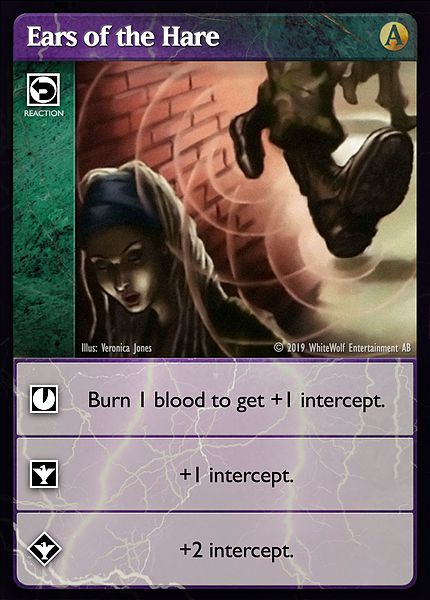 Ears of the Hare
A
REACTION
Illus: Veronica Jones
© 2019 WhiteWolf Entertainment AB
Burn 1 blood to get +1 intercept.
+1 intercept.
+2 intercept.